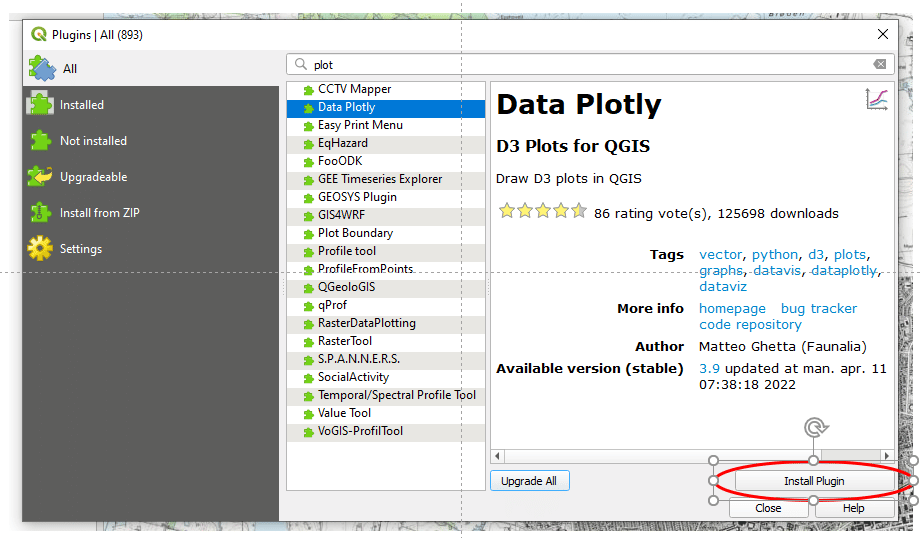 Plugins | All (893)
All
Installed
Not installed
Upgradeable
Install from ZIP
Settings
plot
CCTV Mapper
Data Plotly
Easy Print Menu
EqHazard
FooODK
GEE Timeseries Explorer
GEOSYS Plugin
GIS4WRF
Plot Boundary
Profile tool
ProfileFromPoints
QGeoloGIS
qProf
RasterDataPlotting
RasterTool
S.P.A.N.N.E.R.S.
SocialActivity
Temporal/Spectral Profile Tool
Value Tool
VoGIS-ProfilTool
Data Plotly
D3 Plots for QGIS
Draw D3 plots in QGIS
86 rating vote(s), 125698 downloads
Tags vector, python, d3, plots,
graphs, datavis, dataplotly,
dataviz
More info homepage bug tracker
code repository
Author Matteo Ghetta (Faunalia)
Available version (stable) 3.9 updated at man. apr. 11
07:38:18 2022
Upgrade All
Install Plugin
Close
Help